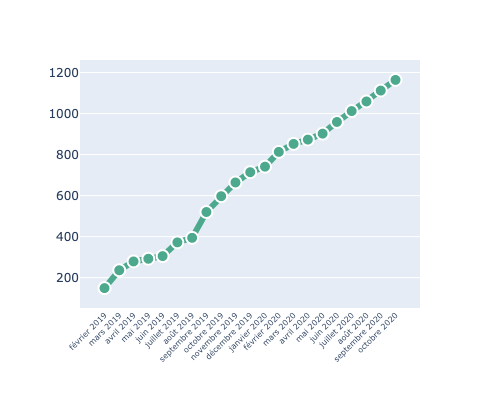 1200
1000
800
600
400
200
février 2019
mars 2019
avril 2019
mai 2019
juin 2019
juillet 2019
août 2019
septembre 2019
octobre 2019
novembre 2019
décembre 2019
janvier 2020
février 2020
mars 2020
avril 2020
mai 2020
juin 2020
juillet 2020
août 2020
septembre 2020
octobre 2020